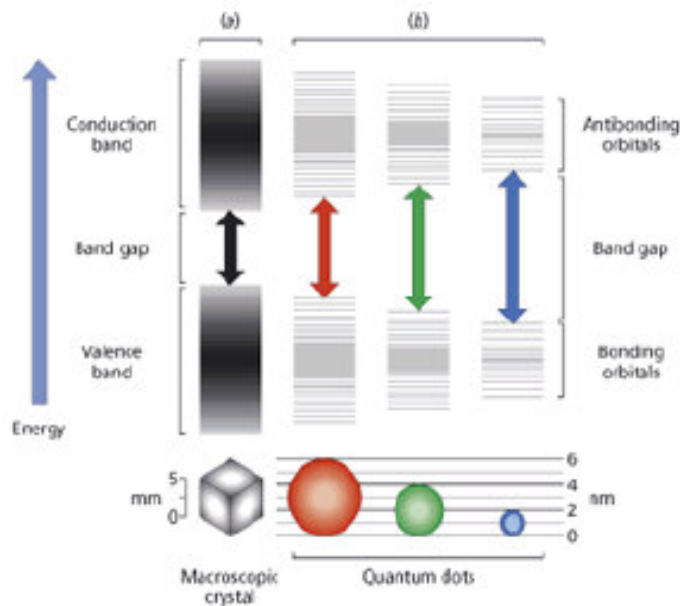 (a)
(b)
Conduction
band
Antibonding
orbitals
Band gap
Band gap
Valence
band
Bonding
orbitals
Energy
mm
5
0
6
4
2
0
nm
Macroscopic
crystal
Quantum dots